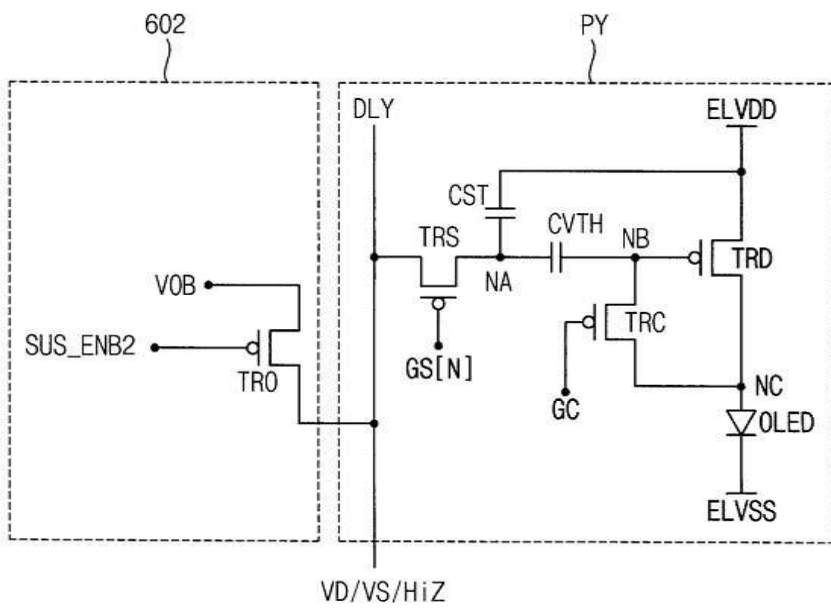 602
PY
DLY
ELVDD
CST
CVTH
TRS
NB
NA
TRD
VOB
TRC
SUS_ENB2
TRO
GS[N]
GC
NC
OLED
ELVSS
VD/VS/HiZ